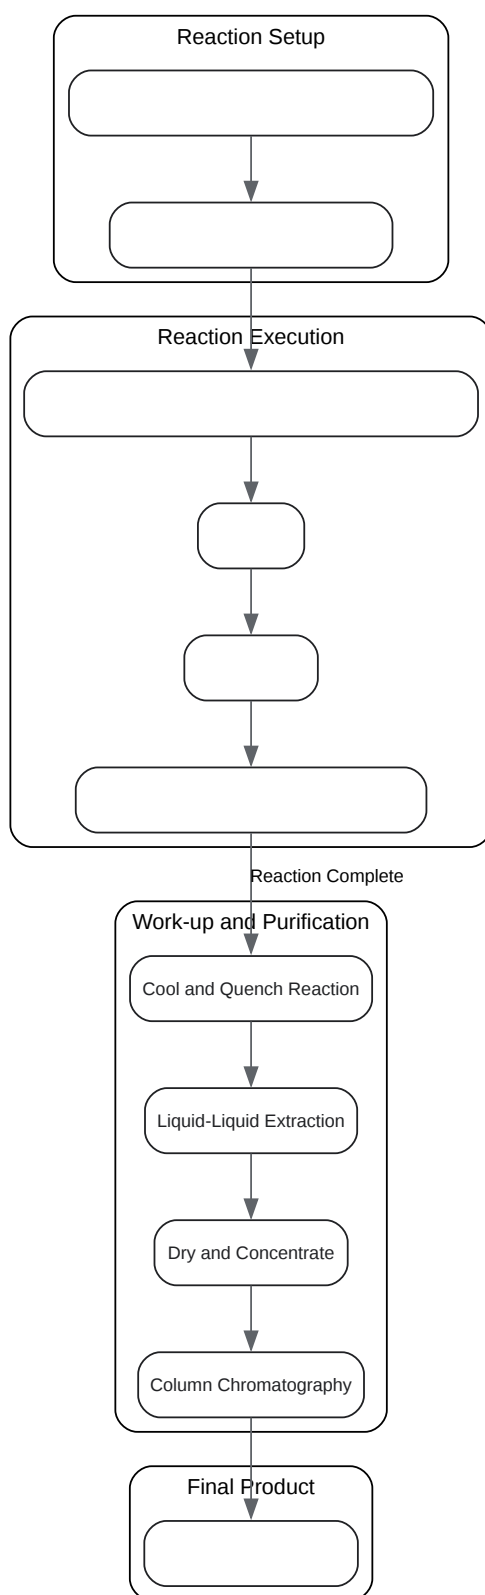 Reaction Setup
Reaction Execution
Reaction Complete
Work-up and Purification
Cool and Quench Reaction
Liquid-Liquid Extraction
Dry and Concentrate
Column Chromatography
Final Product